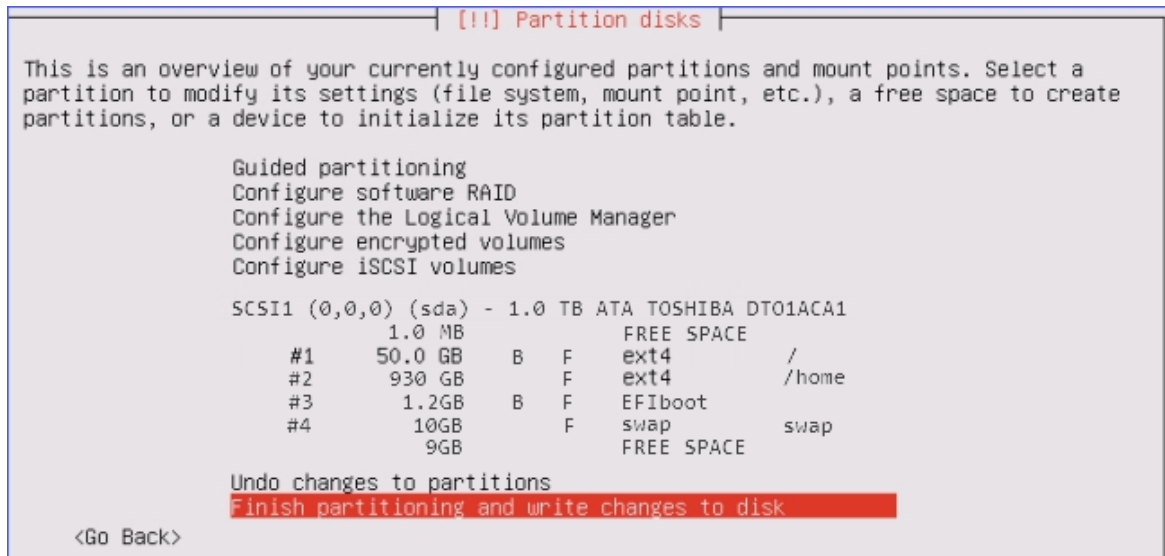 [!!] Partition disks
This is an overview of your currently configured partitions and mount points. Select a
partition to modify its settings (file system, mount point, etc.), a free space to create
partitions, or a device to initialize its partition table.
Guided partitioning
Configure software RAID
Configure the Logical Volume Manager
Configure encrypted volumes
Configure iSCSI volumes
SCSI1 (0,0,0) (sda) - 1.0 TB ATA TOSHIBA DTO1ACA1
1.0 MB FREE SPACE
#1 50.0 GB B F ext4 /
#2 930 GB F ext4 /home
#3 1.2GB B F EFIboot
#4 10GB F swap swap
9GB FREE SPACE
Undo changes to partitions
Finish partitioning and write changes to disk
<Go Back>